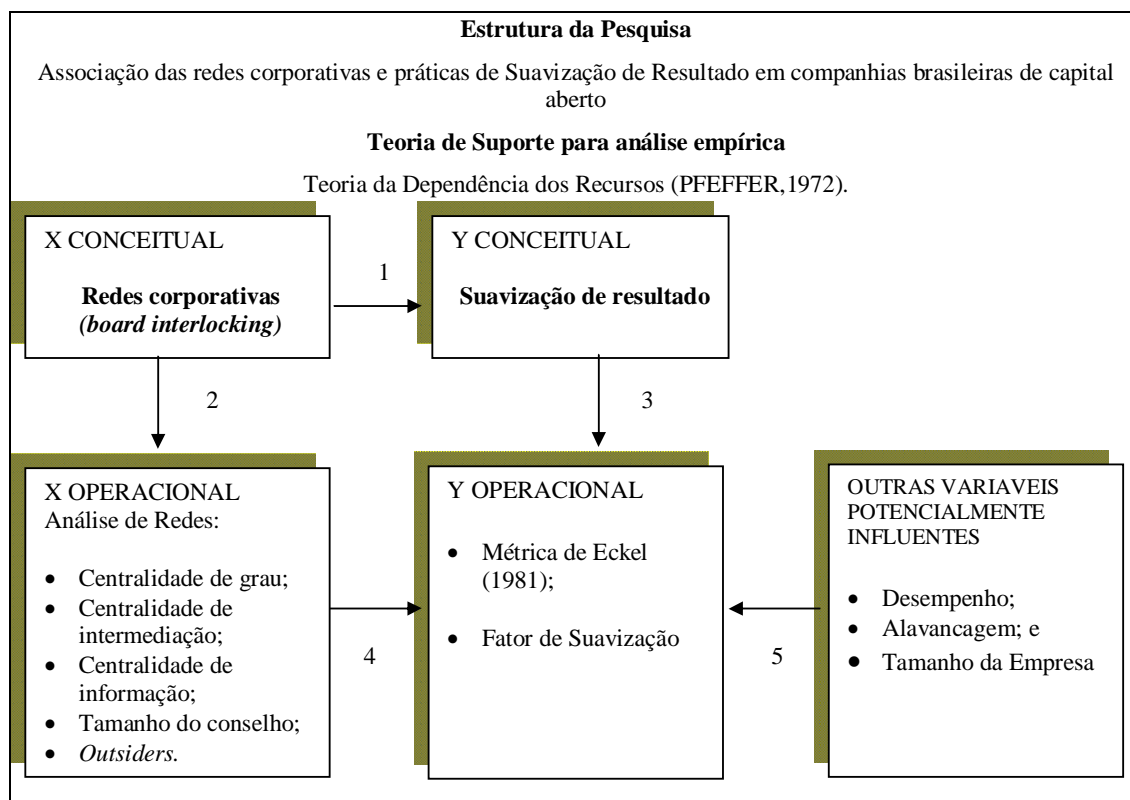 Estrutura da Pesquisa
Associação das redes corporativas e práticas de Suavização de Resultado em companhias brasileiras de capital
aberto
Teoria de Suporte para análise empírica
Teoria da Dependência dos Recursos (PFEFFER,1972).
X CONCEITUAL
Redes corporativas
(board interlocking)
1
Y CONCEITUAL
Suavização de resultado
2
3
X OPERACIONAL
Análise de Redes:
• Centralidade de grau;
• Centralidade de
intermediação;
• Centralidade de
informação;
• Tamanho do conselho;
• Outsiders.
4
Y OPERACIONAL
• Métrica de Eckel
(1981);
• Fator de Suavização
5
OUTRAS VARIAVEIS
POTENCIALMENTE
INFLUENTES
• Desempenho;
• Alavancagem; e
• Tamanho da Empresa